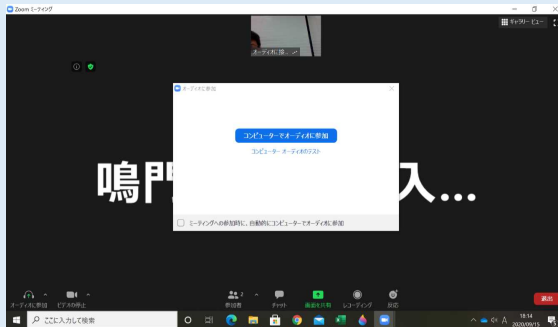 Zoom ミーティング
ギャラリー ビュー
オーディオに接...
オーディオに参加
コンピューターでオーディオに参加
コンピューター オーディオのテスト
鳴門
入...
ミーティングへの参加時に、自動的にコンピューターでオーディオに参加
2
オーディオに参加 ビデオの停止 参加者 チャット 画面を共有 レコーディング 反応 退出
ここに入力して検索
A
18:14
2020/09/15